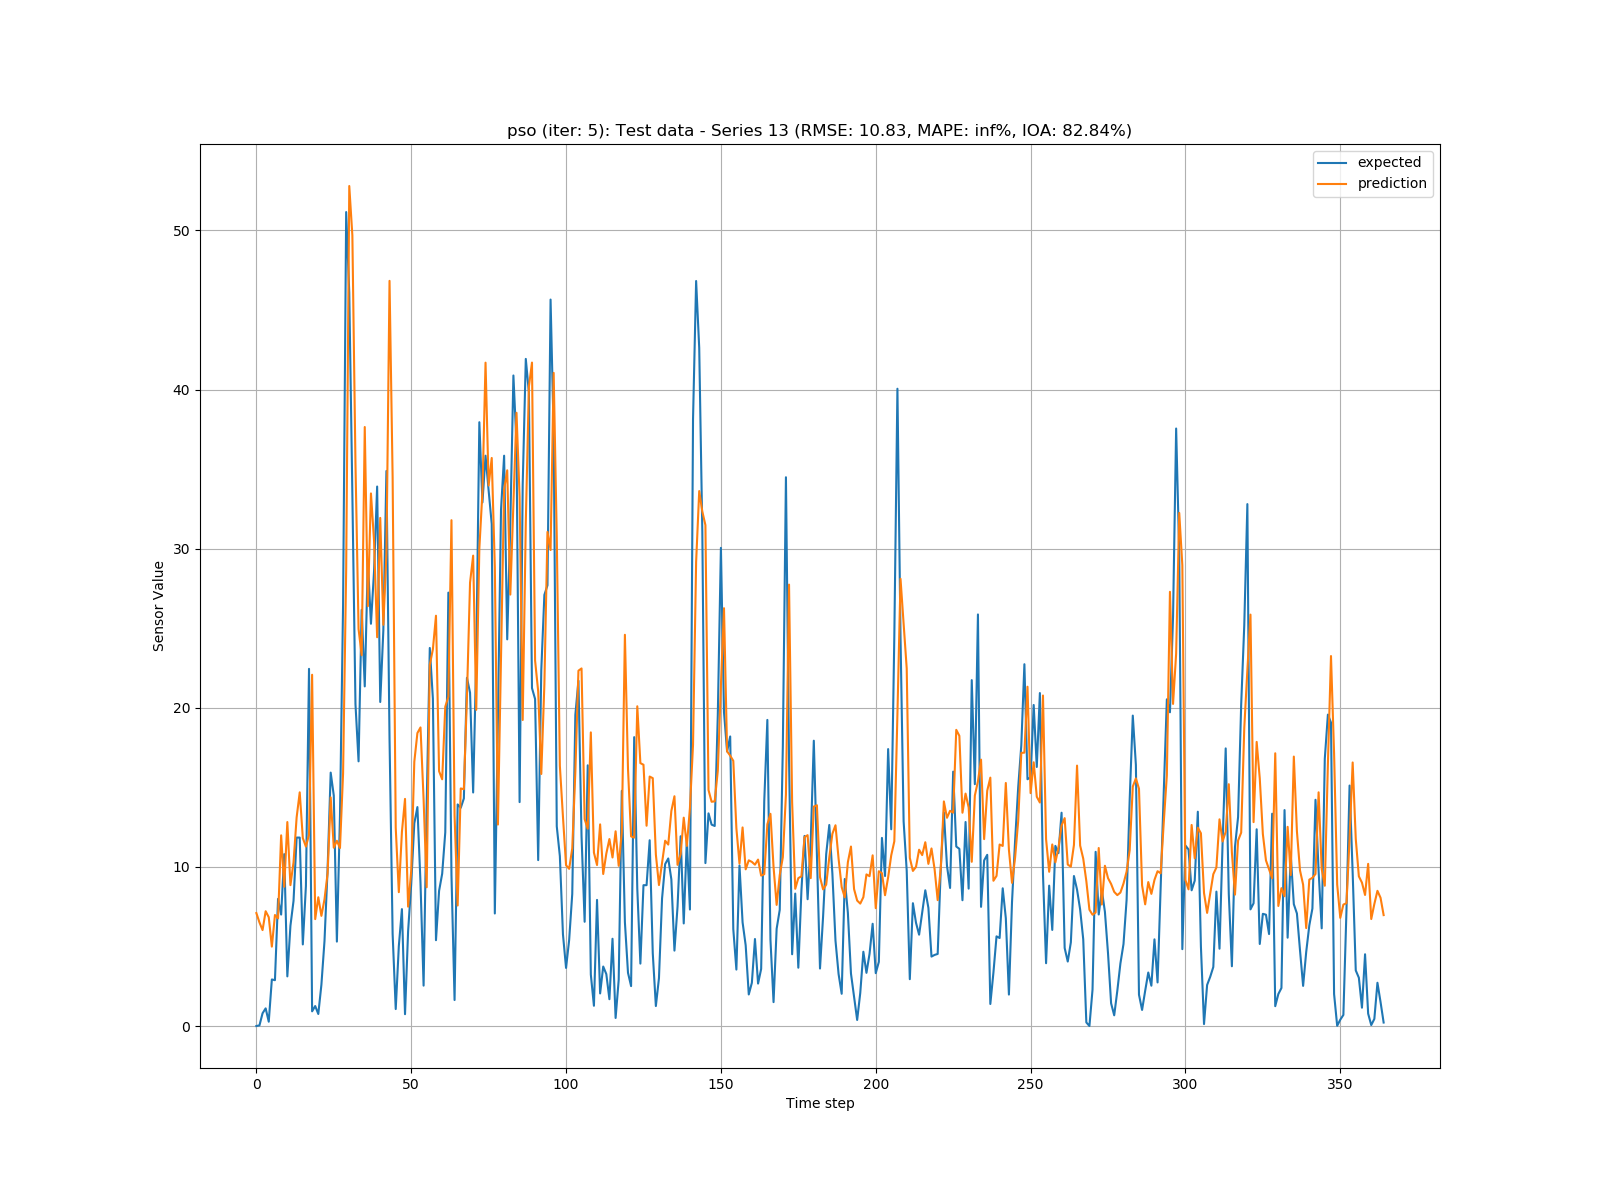 pso (iter: 5): Test data - Series 13 (RMSE: 10.83, MAPE: inf%, IOA: 82.84%)
expected
prediction
50
40
30
20
10
0
Sensor Value
0 50 100 150 200 250 300 350
Time step